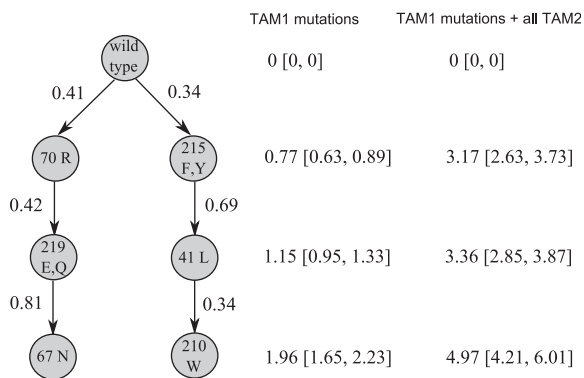 TAM1 mutations
TAM1 mutations + all TAM2
wild
type
0 [0, 0]
0 [0, 0]
0.41
0.34
70 R
215
F,Y
0.77 [0.63, 0.89]
3.17 [2.63, 3.73]
0.42
0.69
219
E,Q
41 L
1.15 [0.95, 1.33]
3.36 [2.85, 3.87]
0.81
0.34
67 N
210
W
1.96 [1.65, 2.23]
4.97 [4.21, 6.01]